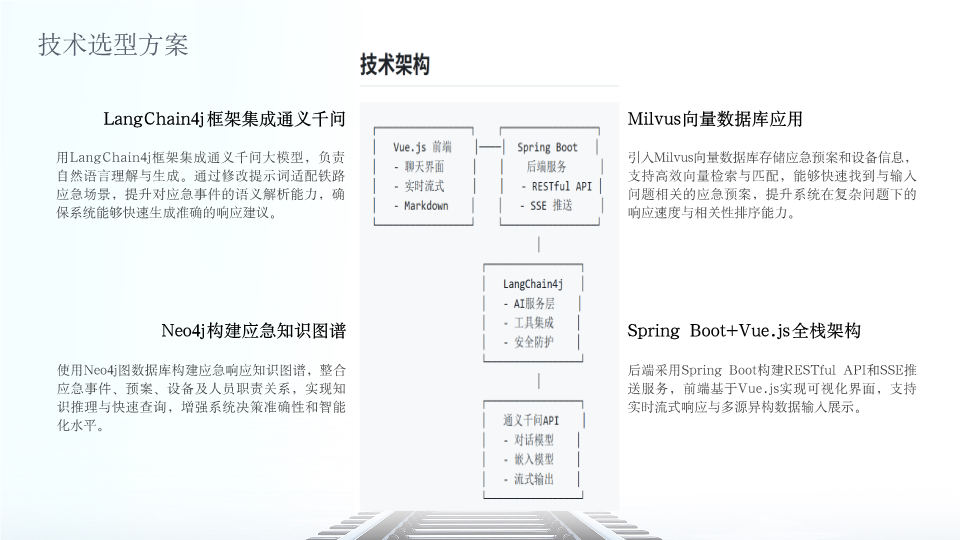 技术选型方案
技术架构
LangChain4j框架集成通义千问
用LangChain4j框架集成通义千问大模型，负责
自然语言理解与生成。通过修改提示词适配铁路
应急场景，提升对应急事件的语义解析能力，确
保系统能够快速生成准确的响应建议。
Neo4j构建应急知识图谱
使用Neo4j图数据库构建应急响应知识图谱，整合
应急事件、预案、设备及人员职责关系，实现知
识推理与快速查询，增强系统决策准确性和智能
化水平。
Vue.js 前端
- 聊天界面
- 实时流式
- Markdown
Spring Boot
后端服务
- RESTful API
- SSE 推送
LangChain4j
- AI服务层
- 工具集成
- 安全防护
通义千问API
- 对话模型
- 嵌入模型
- 流式输出
Milvus向量数据库应用
引入Milvus向量数据库存储应急预案和设备信息，
支持高效向量检索与匹配，能够快速找到与输入
问题相关的应急预案，提升系统在复杂问题下的
响应速度与相关性排序能力。
Spring Boot+Vue.js全栈架构
后端采用Spring Boot构建RESTful API和SSE推
送服务，前端基于Vue.js实现可视化界面，支持
实时流式响应与多源异构数据输入展示。